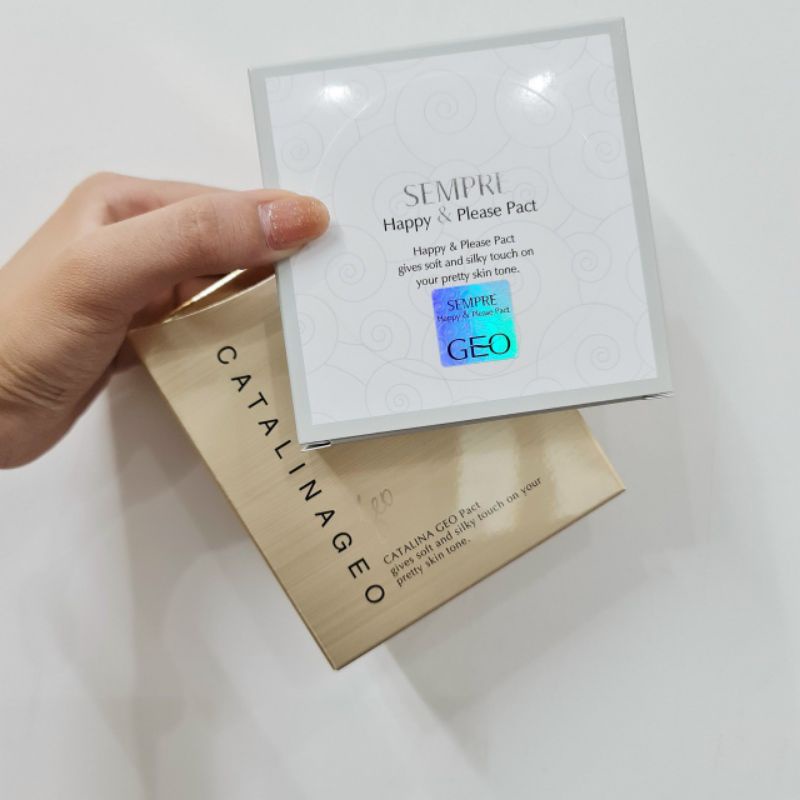 SEMPRE
Happy & Please Pact
Happy & Please Pact
gives soft and silky touch on
your pretty skin tone.
SEMPRE
Happy & Please Pact
GEO
CATALINAGEO
Geo
CATALINA GEO Pact
gives soft and silky touch on your
pretty skin tone.